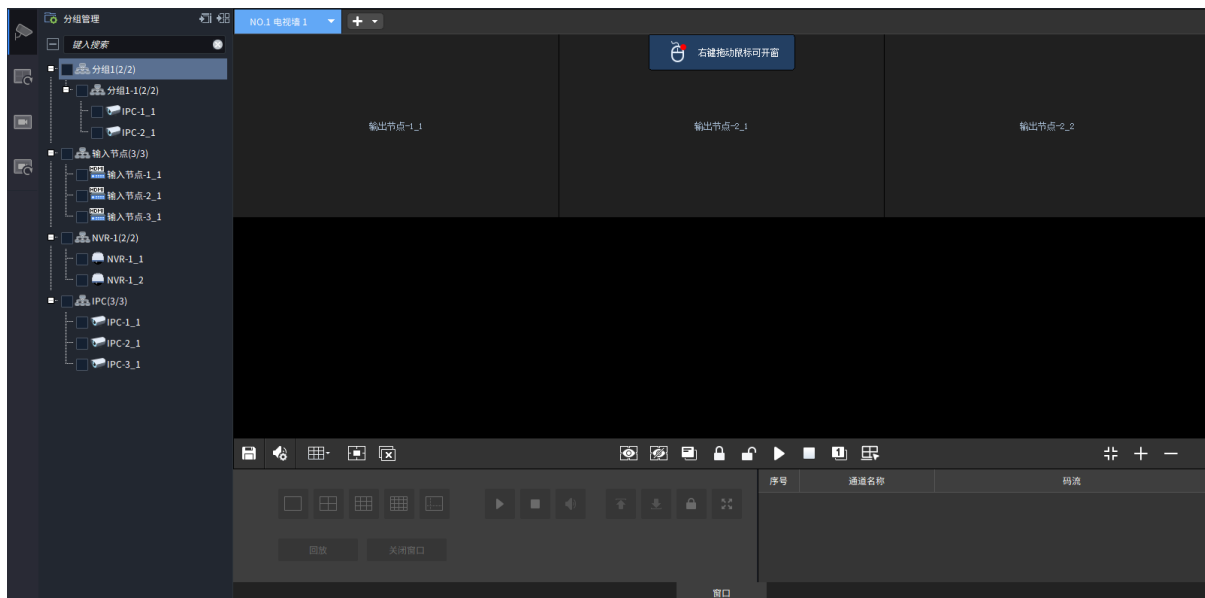 分组管理
NO.1 电视墙 1
键入搜索
右键拖动鼠标可开窗
分组1(2/2)
分组1-1(2/2)
IPC-1_1
IPC-2_1
输入节点(3/3)
HDMI 输入节点-1_1
HDMI 输入节点-2_1
HDMI 输入节点-3_1
NVR-1(2/2)
NVR-1_1
NVR-1_2
IPC(3/3)
IPC-1_1
IPC-2_1
IPC-3_1
输出节点-1_1
输出节点-2_1
输出节点-2_2
1
序号 通道名称 码流
回放 关闭窗口
窗口